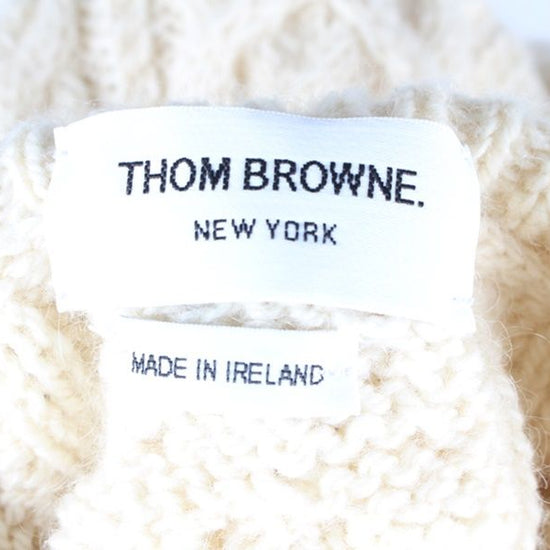 THOM BROWNE.
NEW YORK
MADE IN IRELAND